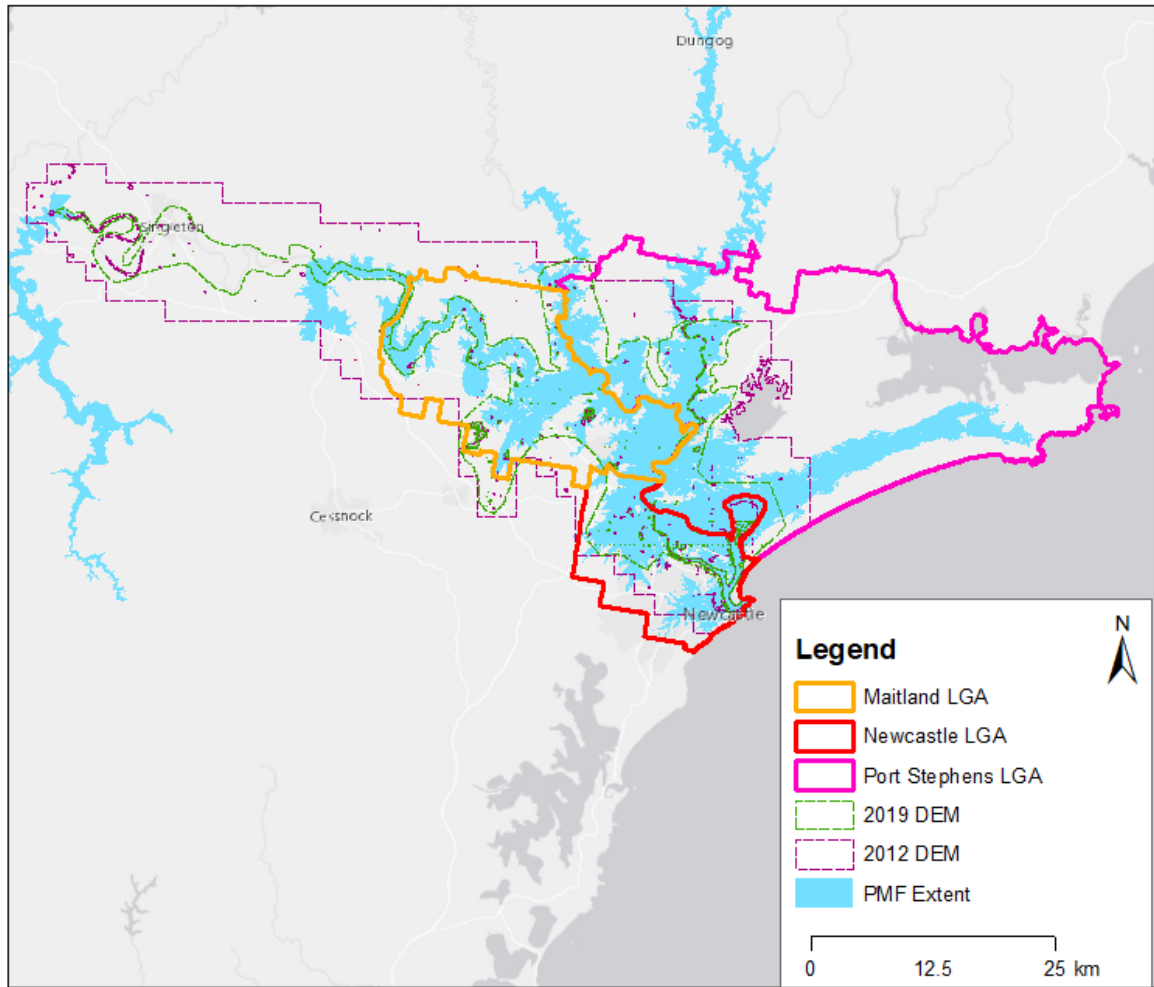 Dungog
Singleton
Cessnock
Newcastle
N
Legend
Maitland LGA
Newcastle LGA
Port Stephens LGA
2019 DEM
2012 DEM
PMF Extent
0 12.5 25 km